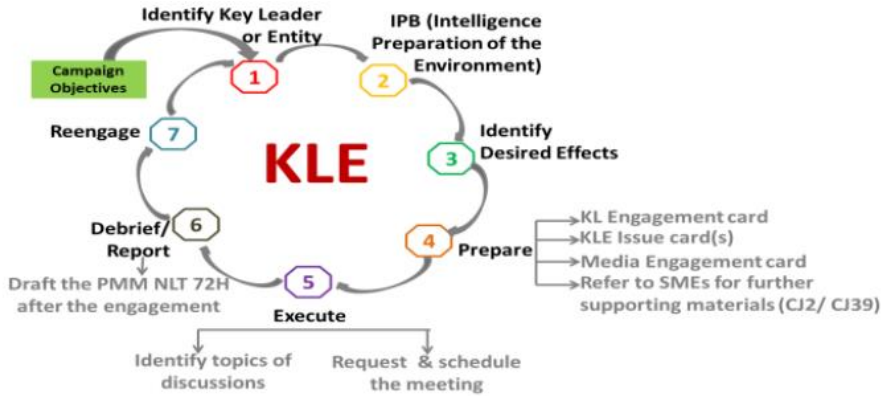 Identify Key Leader
or Entity
IPB (Intelligence
Preparation of the
Environment)
Campaign
Objectives
1
2
Reengage
7
KLE
3
Identify
Desired Effects
6
Debrief/
Report
4
Prepare
KL Engagement card
KLE Issue card(s)
Media Engagement card
Refer to SMEs for further
supporting materials (CJ2/ CJ39)
Draft the PMM NLT 72H
after the engagement
5
Execute
Identify topics of
discussions
Request & schedule
the meeting